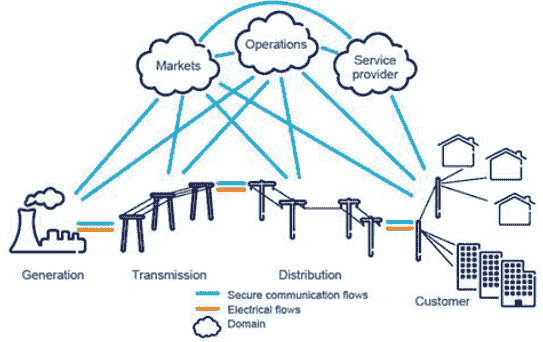 Markets
Operations
Service
provider
Generation
Transmission
Distribution
Customer
Secure communication flows
Electrical flows
Domain